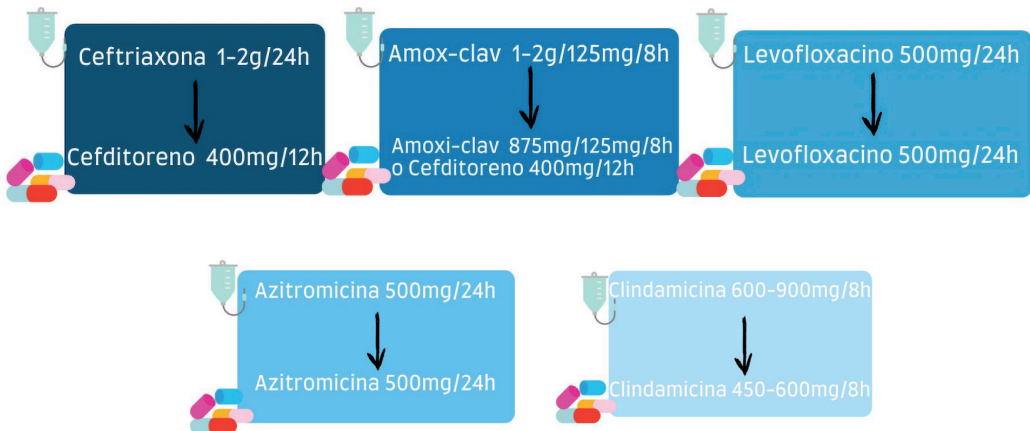 Ceftriaxona 1-2g/24h
Cefditoreno 400mg/12h
Amox-clav 1-2g/125mg/8h
Amoxi-clav 875mg/125mg/8h
o Cefditoreno 400mg/12h
Levofloxacino 500mg/24h
Levofloxacino 500mg/24h
Azitromicina 500mg/24h
Azitromicina 500mg/24h
Clindamicina 600-900mg/8h
Clindamicina 450-600mg/8h